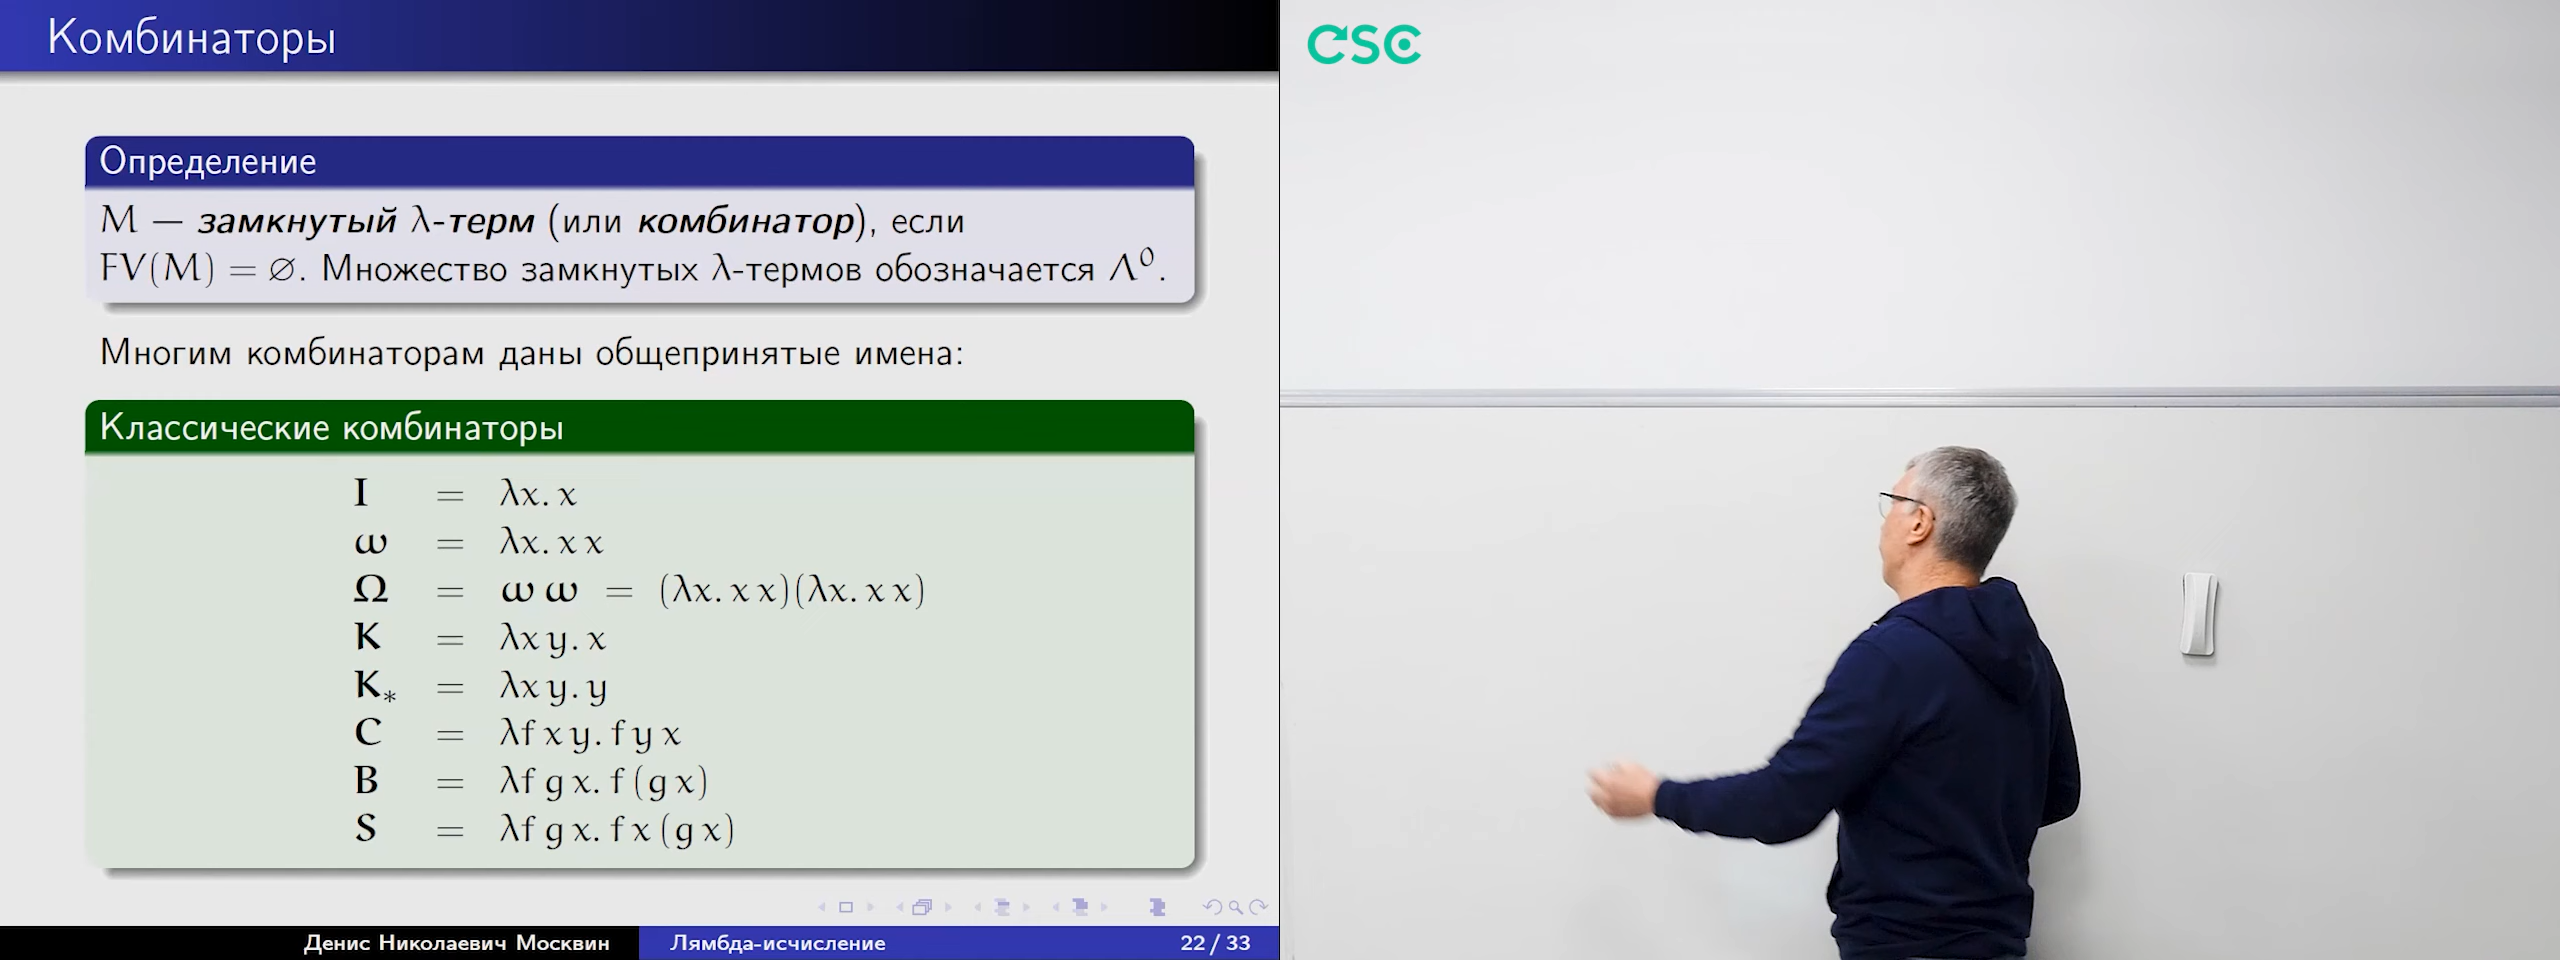 Комбинаторы
Определение
M — замкнутый λ-терм (или комбинатор), если
FV(M) = ∅. Множество замкнутых λ-термов обозначается Λ⁰.
Многим комбинаторам даны общепринятые имена:
Классические комбинаторы
I = λx. x
ω = λx. x x
Ω = ω ω = (λx. x x)(λx. x x)
K = λx y. x
K* = λx y. y
C = λf x y. f y x
B = λf g x. f (g x)
S = λf g x. f x (g x)
Денис Николаевич Москвин
Лямбда-исчисление
22 / 33
CSC